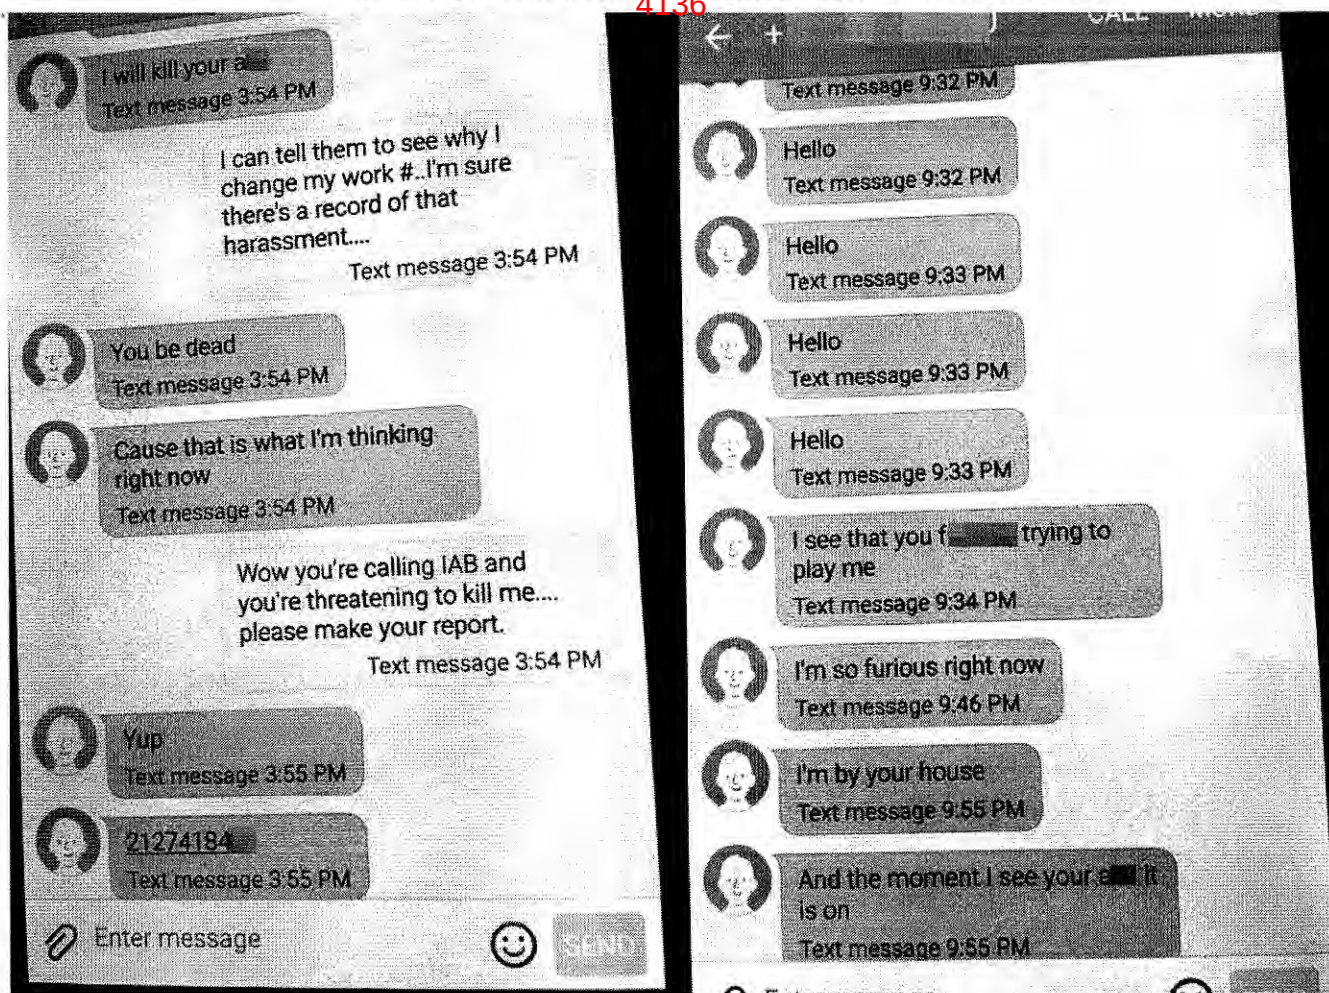 4136
I will kill your a
Text message 3:54 PM
I can tell them to see why I
change my work #..I'm sure
there's a record of that
harassment....
Text message 3:54 PM
You be dead
Text message 3:54 PM
Cause that is what I'm thinking
right now
Text message 3:54 PM
Wow you're calling IAB and
you're threatening to kill me....
please make your report.
Text message 3:54 PM
Yup
Text message 3:55 PM
21274184
Text message 3:55 PM
Enter message
SEND
CALL MORE
Text message 9:32 PM
Hello
Text message 9:32 PM
Hello
Text message 9:33 PM
Hello
Text message 9:33 PM
Hello
Text message 9:33 PM
I see that you f trying to
play me
Text message 9:34 PM
I'm so furious right now
Text message 9:46 PM
I'm by your house
Text message 9:55 PM
And the moment I see your a it
is on
Text message 9:55 PM